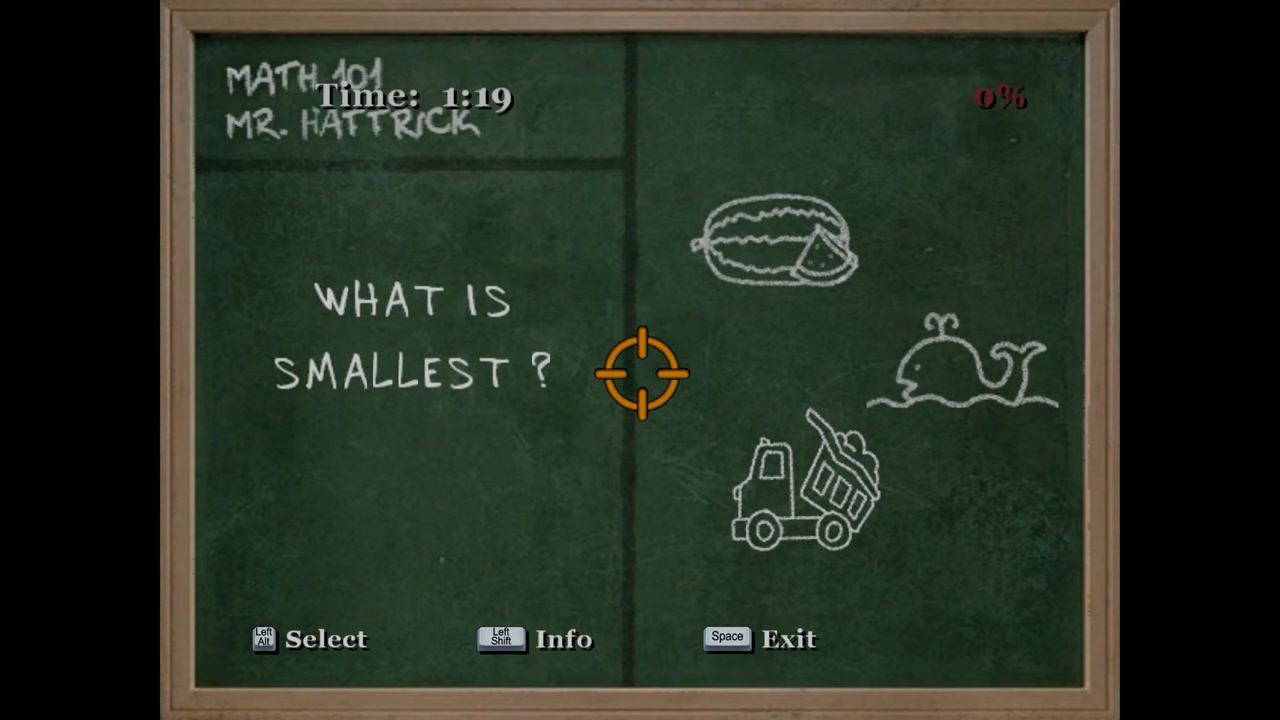 MATH 101
Time: 1:19
0%
MR. HATTRICK
WHAT IS
SMALLEST ?
Left Alt Select
Left Shift Info
Space Exit